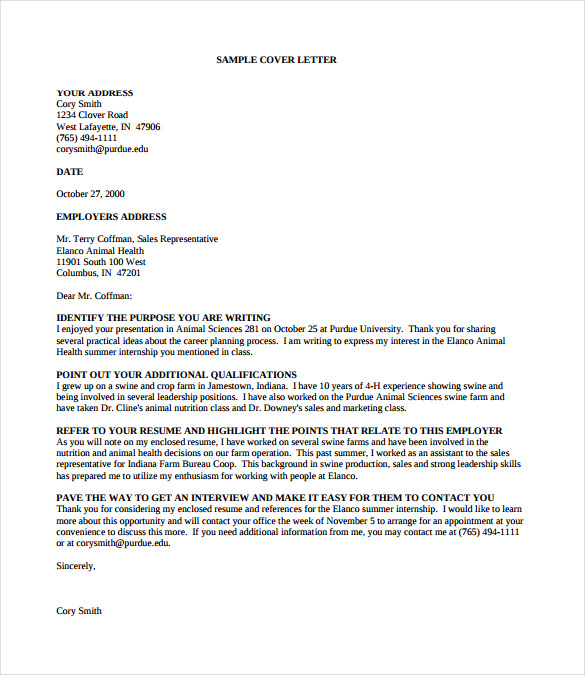 SAMPLE COVER LETTER
YOUR ADDRESS
Cory Smith
1234 Clover Road
West Lafayette, IN  47906
(765) 494-1111
corysmith@purdue.edu
DATE
October 27, 2000
EMPLOYERS ADDRESS
Mr. Terry Coffman, Sales Representative
Elanco Animal Health
11901 South 100 West
Columbus, IN  47201
Dear Mr. Coffman:
IDENTIFY THE PURPOSE YOU ARE WRITING
I enjoyed your presentation in Animal Sciences 281 on October 25 at Purdue University.  Thank you for sharing
several practical ideas about the career planning process.  I am writing to express my interest in the Elanco Animal
Health summer internship you mentioned in class.
POINT OUT YOUR ADDITIONAL QUALIFICATIONS
I grew up on a swine and crop farm in Jamestown, Indiana.  I have 10 years of 4-H experience showing swine and
being involved in several leadership positions.  I have also worked on the Purdue Animal Sciences swine farm and
have taken Dr. Cline's animal nutrition class and Dr. Downey's sales and marketing class.
REFER TO YOUR RESUME AND HIGHLIGHT THE POINTS THAT RELATE TO THIS EMPLOYER
As you will note on my enclosed resume, I have worked on several swine farms and have been involved in the
nutrition and animal health decisions on our farm operation.  This past summer, I worked as an assistant to the sales
representative for Indiana Farm Bureau Coop.  This background in swine production, sales and strong leadership skills
has prepared me to utilize my enthusiasm for working with people at Elanco.
PAVE THE WAY TO GET AN INTERVIEW AND MAKE IT EASY FOR THEM TO CONTACT YOU
Thank you for considering my enclosed resume and references for the Elanco summer internship.  I would like to learn
more about this opportunity and will contact your office the week of November 5 to arrange for an appointment at your
convenience to discuss this more.  If you need additional information from me, you may contact me at (765) 494-1111
or at corysmith@purdue.edu.
Sincerely,
Cory Smith